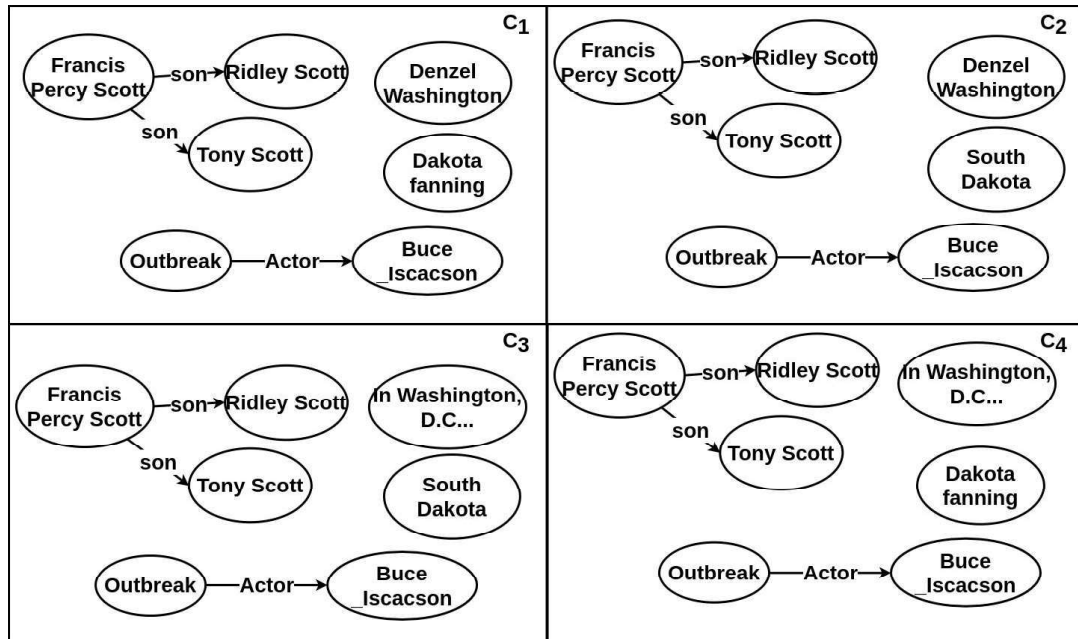 C1
Francis
Percy Scott
son
Ridley Scott
son
Tony Scott
Denzel
Washington
Dakota
fanning
Outbreak
Actor
Buce
_Iscacson
C2
Francis
Percy Scott
son
Ridley Scott
son
Tony Scott
Denzel
Washington
South
Dakota
Outbreak
Actor
Buce
_Iscacson
C3
Francis
Percy Scott
son
Ridley Scott
son
Tony Scott
In Washington,
D.C...
South
Dakota
Outbreak
Actor
Buce
_Iscacson
C4
Francis
Percy Scott
son
Ridley Scott
son
Tony Scott
In Washington,
D.C...
Dakota
fanning
Outbreak
Actor
Buce
_Iscacson